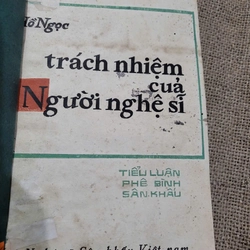 Hồ Ngọc
trách nhiệm
của
Người nghệ sĩ
TIỂU LUẬN
PHÊ BÌNH
SÂN KHẤU